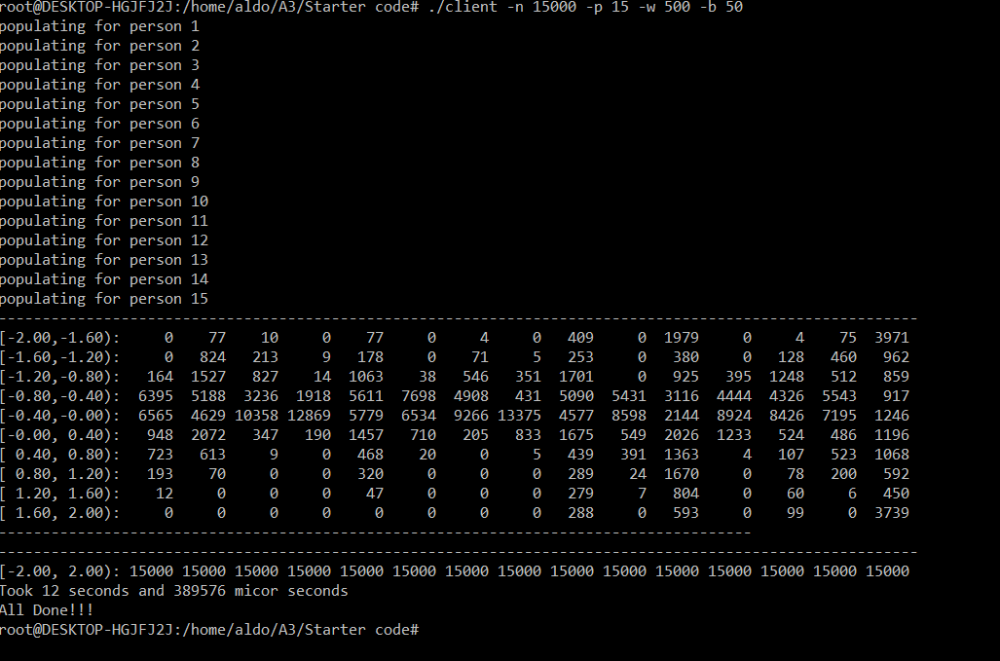 root@DESKTOP-HGJFJ2J:/home/aldo/A3/Starter code# ./client -n 15000 -p 15 -w 500 -b 50
populating for person 1
populating for person 2
populating for person 3
populating for person 4
populating for person 5
populating for person 6
populating for person 7
populating for person 8
populating for person 9
populating for person 10
populating for person 11
populating for person 12
populating for person 13
populating for person 14
populating for person 15
---------------------------------------------------------------------------------------------------------
[-2.00,-1.60):     0    77    10     0    77     0     4     0   409     0  1979     0     4    75  3971
[-1.60,-1.20):     0   824   213     9   178     0    71     5   253     0   380     0   128   460   962
[-1.20,-0.80):   164  1527   827    14  1063    38   546   351  1701     0   925   395  1248   512   859
[-0.80,-0.40):  6395  5188  3236  1918  5611  7698  4908   431  5090  5431  3116  4444  4326  5543   917
[-0.40,-0.00):  6565  4629 10358 12869  5779  6534  9266 13375  4577  8598  2144  8924  8426  7195  1246
[-0.00, 0.40):   948  2072   347   190  1457   710   205   833  1675   549  2026  1233   524   486  1196
[ 0.40, 0.80):   723   613     9     0   468    20     0     5   439   391  1363     4   107   523  1068
[ 0.80, 1.20):   193    70     0     0   320     0     0     0   289    24  1670     0    78   200   592
[ 1.20, 1.60):    12     0     0     0    47     0     0     0   279     7   804     0    60     6   450
[ 1.60, 2.00):     0     0     0     0     0     0     0     0   288     0   593     0    99     0  3739
--------------------------------------------------------------------------------------
---------------------------------------------------------------------------------------------------------
[-2.00, 2.00): 15000 15000 15000 15000 15000 15000 15000 15000 15000 15000 15000 15000 15000 15000 15000
Took 12 seconds and 389576 micor seconds
All Done!!!
root@DESKTOP-HGJFJ2J:/home/aldo/A3/Starter code#